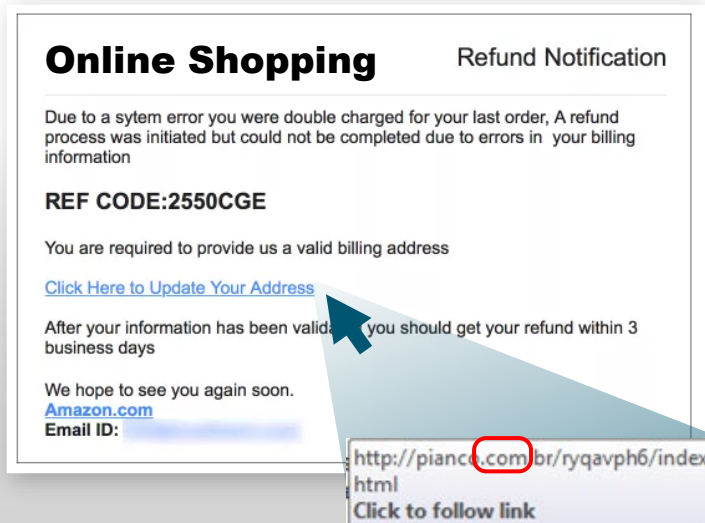 Online Shopping
Refund Notification
Due to a sytem error you were double charged for your last order, A refund
process was initiated but could not be completed due to errors in your billing
information
REF CODE:2550CGE
You are required to provide us a valid billing address
Click Here to Update Your Address
After your information has been you should get your refund within 3
business days
We hope to see you again soon.
Amazon.com
Email ID:
http://pianco.com.br/ryqavph6/index
html
Click to follow link